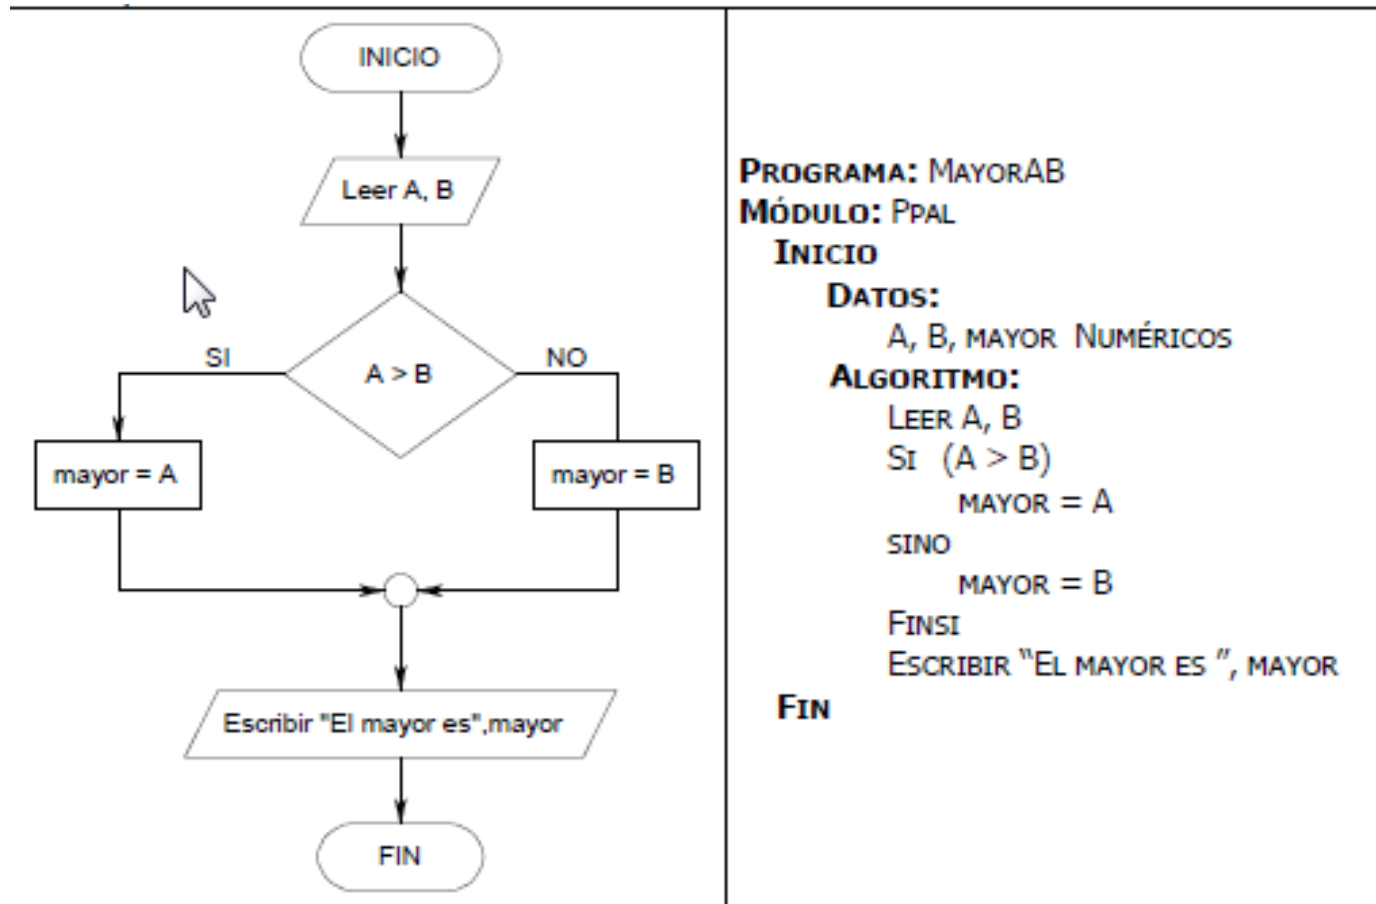 INICIO
Leer A, B
A > B
SI
NO
mayor = A
mayor = B
Escribir "El mayor es",mayor
FIN
PROGRAMA: MAYORAB
MÓDULO: PPAL
INICIO
DATOS:
A, B, MAYOR NUMÉRICOS
ALGORITMO:
LEER A, B
SI (A > B)
MAYOR = A
SINO
MAYOR = B
FINSI
ESCRIBIR “EL MAYOR ES ”, MAYOR
FIN